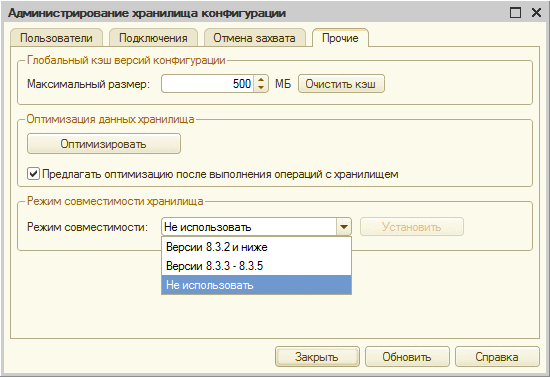 Администрирование хранилища конфигурации
Пользователи Подключения Отмена захвата Прочие
Глобальный кэш версий конфигурации
Максимальный размер: 500 МБ Очистить кэш
Оптимизация данных хранилища
Оптимизировать
Предлагать оптимизацию после выполнения операций с хранилищем
Режим совместимости хранилища
Режим совместимости: Не использовать Установить
Версии 8.3.2 и ниже
Версии 8.3.3 - 8.3.5
Не использовать
Закрыть Обновить Справка